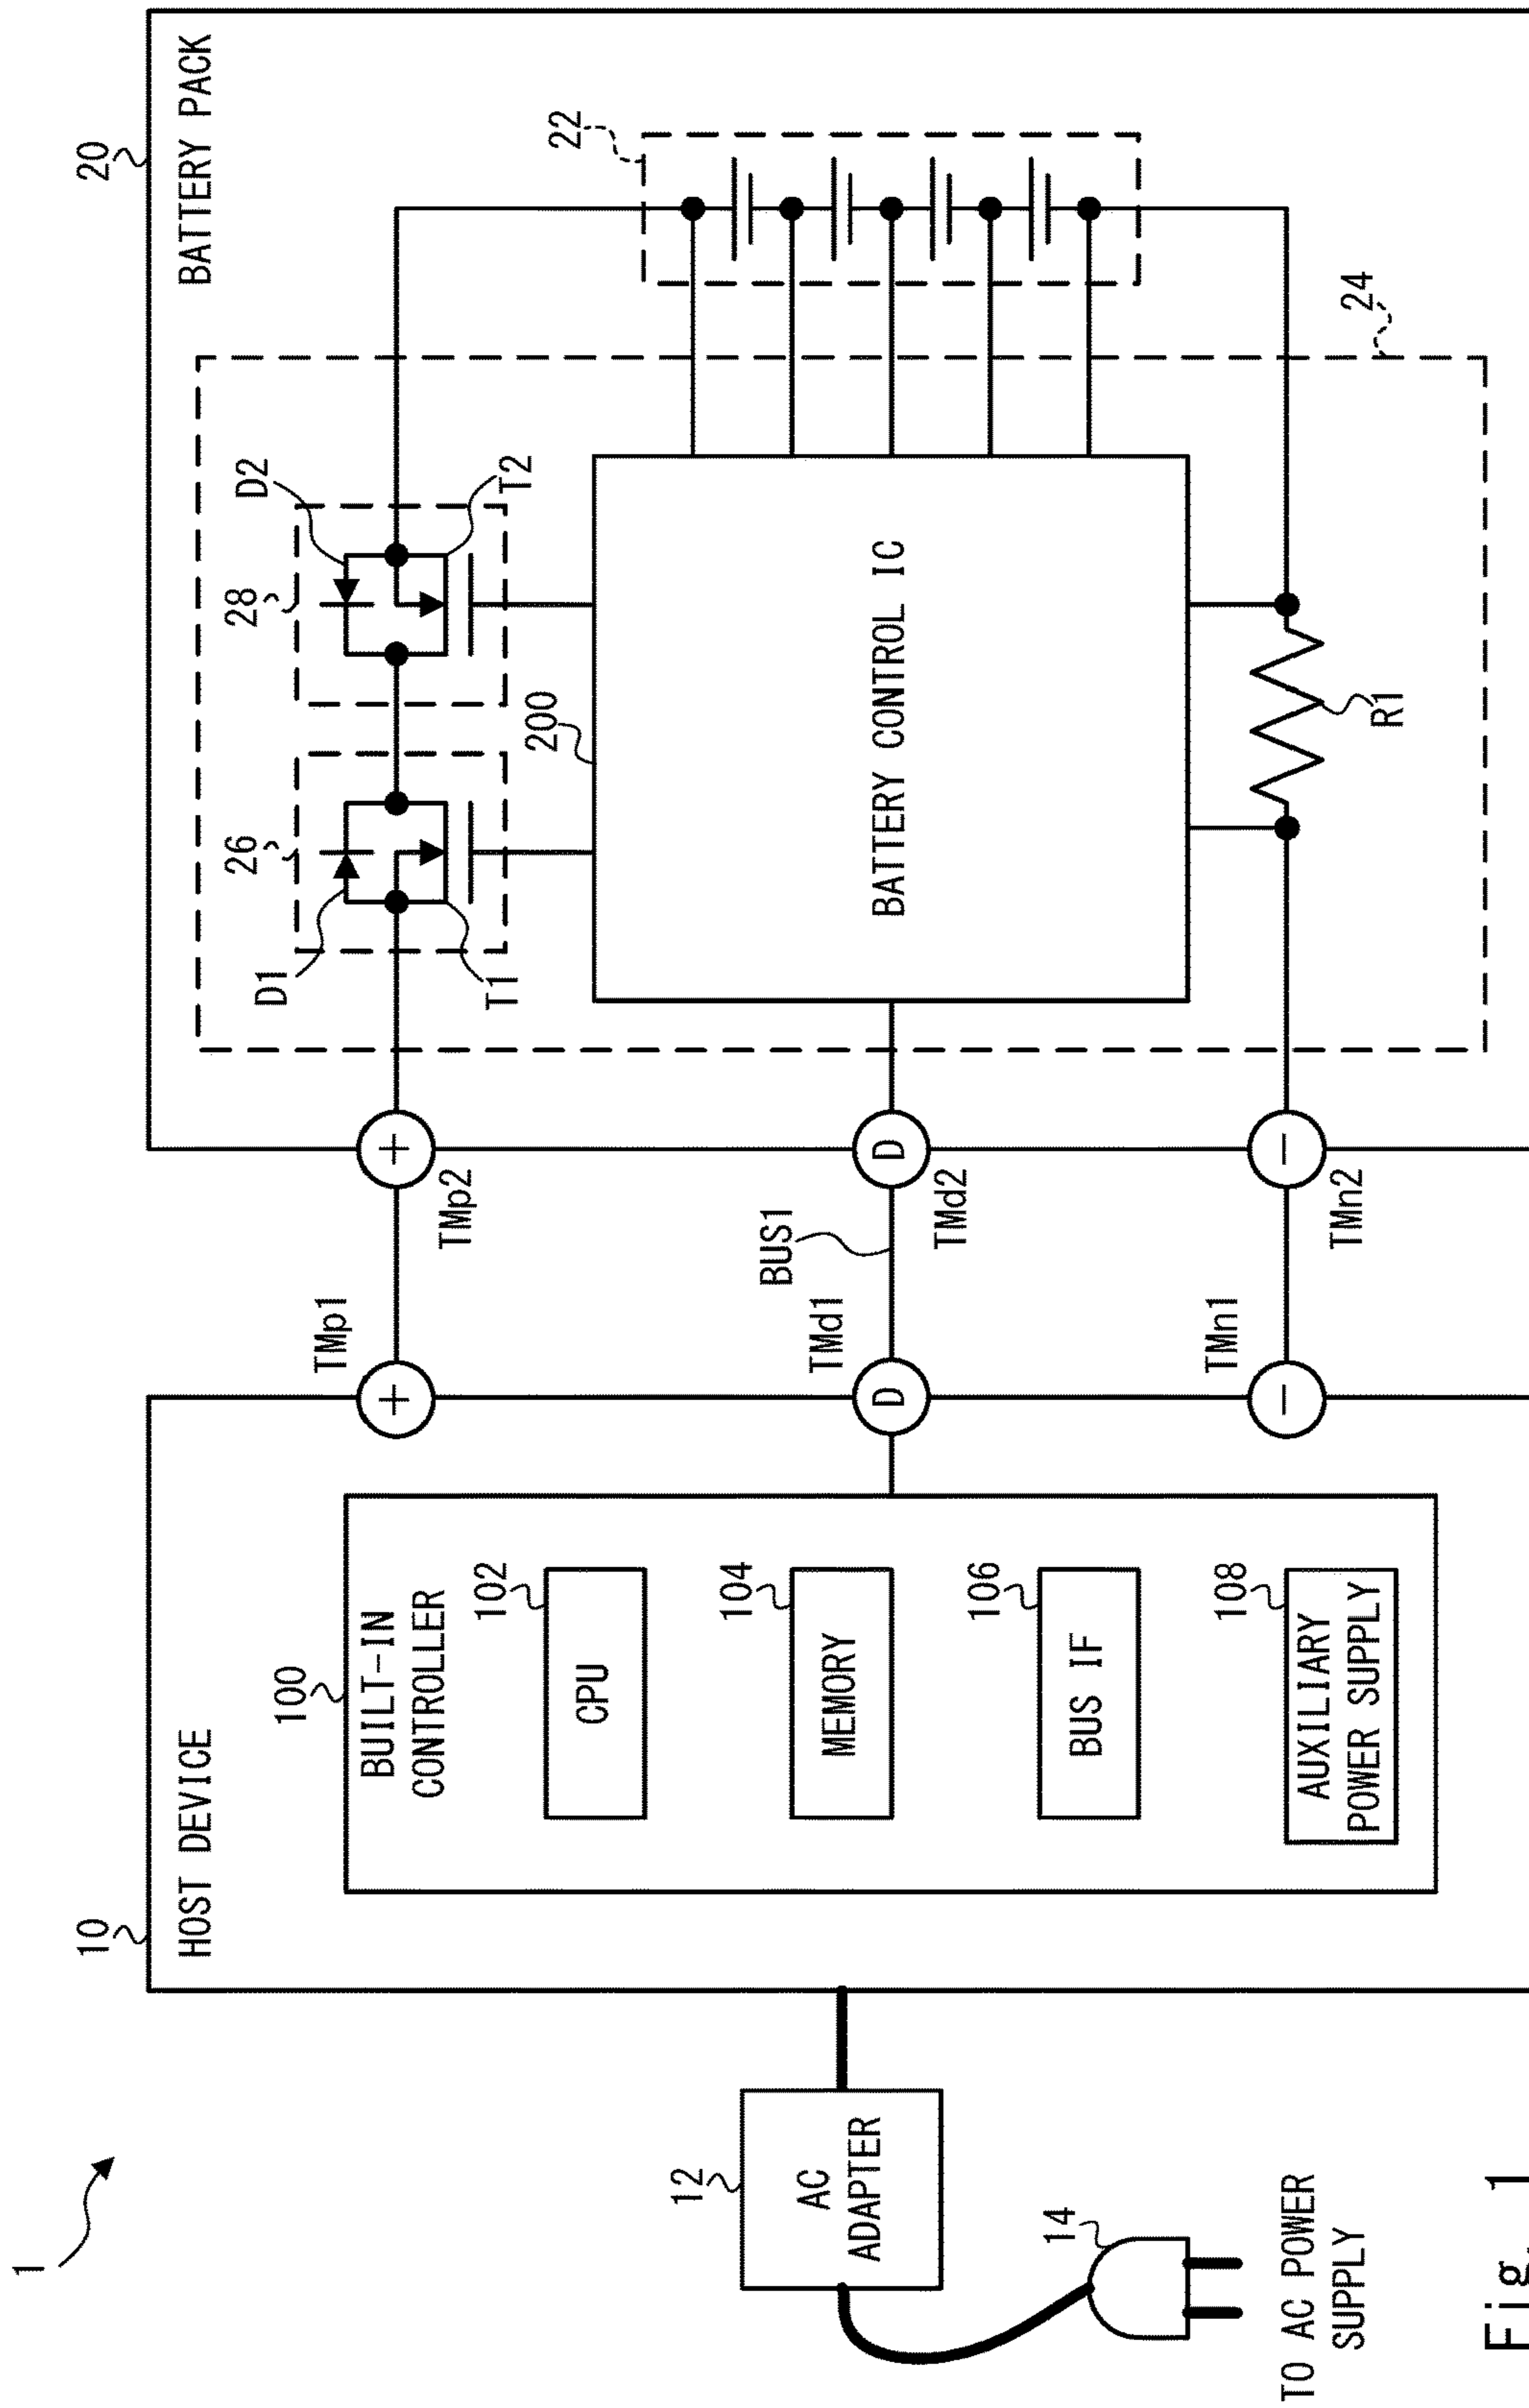 1
10
HOST DEVICE
20
BATTERY PACK
100
BUILT-IN
CONTROLLER
102
CPU
104
MEMORY
106
BUS IF
108
AUXILIARY
POWER SUPPLY
12
AC
ADAPTER
14
TO AC POWER
SUPPLY
TMp1
+
TMp2
+
BUS1
TMd1
D
TMd2
D
TMn1
−
TMn2
−
26
D1
T1
28
D2
T2
200
BATTERY CONTROL IC
22
24
R1
Fig. 1